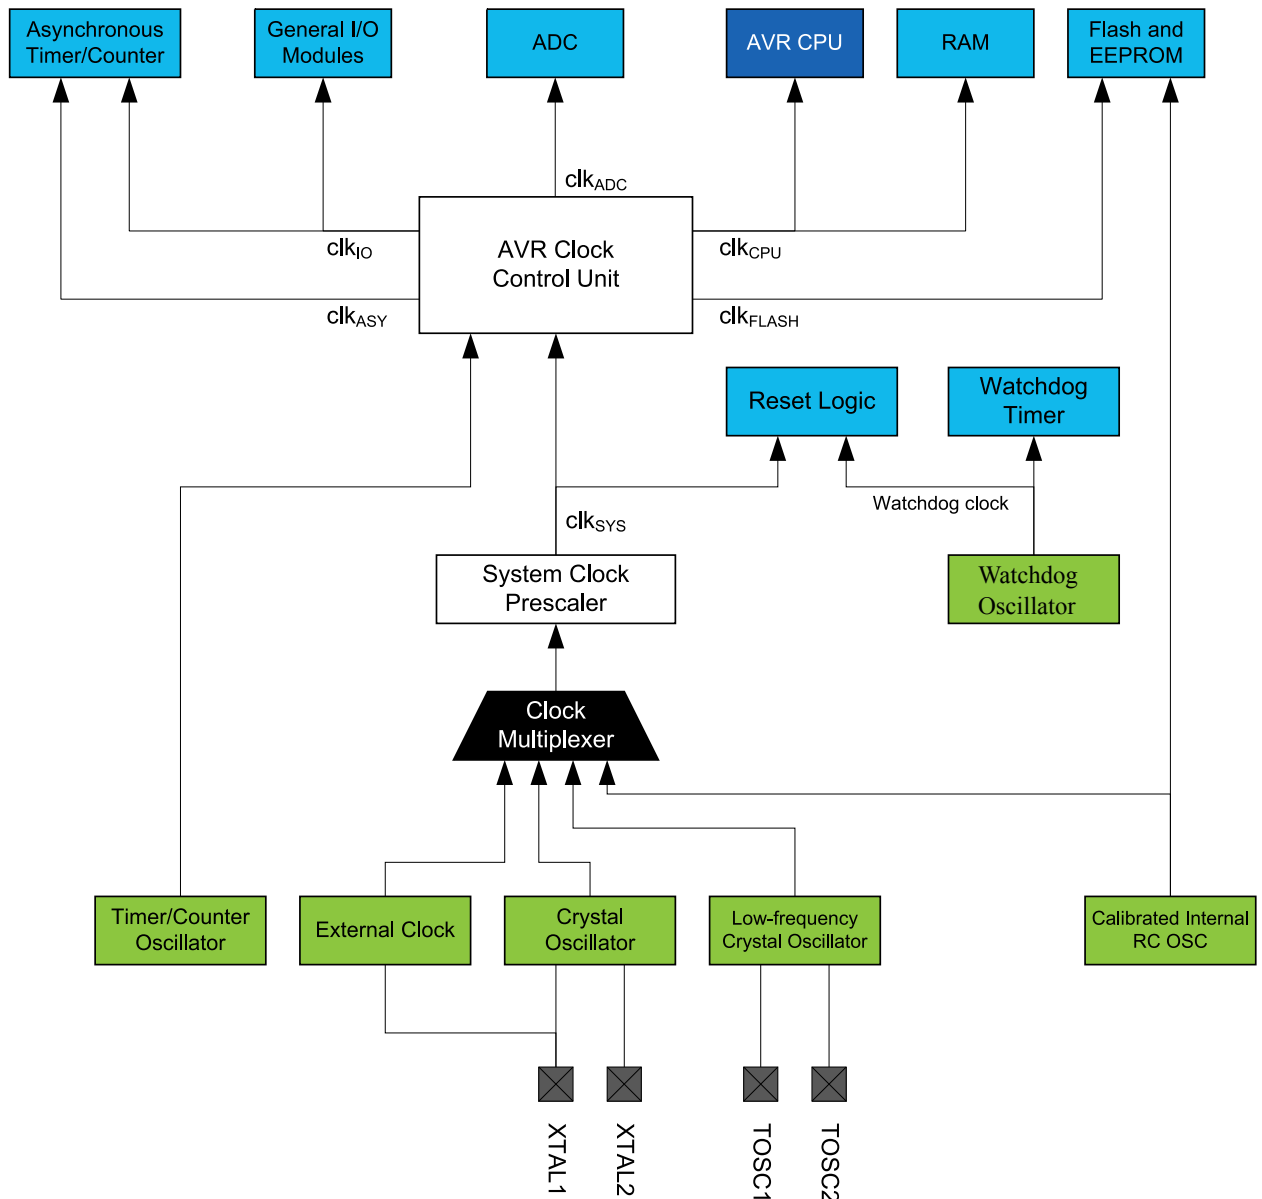 Asynchronous
Timer/Counter
General I/O
Modules
ADC
AVR CPU
RAM
Flash and
EEPROM
clkADC
clkIO
AVR Clock
Control Unit
clkCPU
clkASY
clkFLASH
Reset Logic
Watchdog
Timer
Watchdog clock
clkSYS
System Clock
Prescaler
Watchdog
Oscillator
Clock
Multiplexer
Timer/Counter
Oscillator
External Clock
Crystal
Oscillator
Low-frequency
Crystal Oscillator
Calibrated Internal
RC OSC
XTAL1
XTAL2
TOSC1
TOSC2